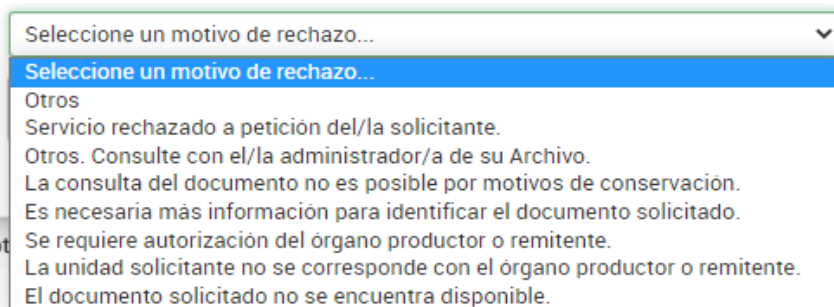 Seleccione un motivo de rechazo...
Seleccione un motivo de rechazo...
Otros
Servicio rechazado a petición del/la solicitante.
Otros. Consulte con el/la administrador/a de su Archivo.
La consulta del documento no es posible por motivos de conservación.
Es necesaria más información para identificar el documento solicitado.
Se requiere autorización del órgano productor o remitente.
La unidad solicitante no se corresponde con el órgano productor o remitente.
El documento solicitado no se encuentra disponible.